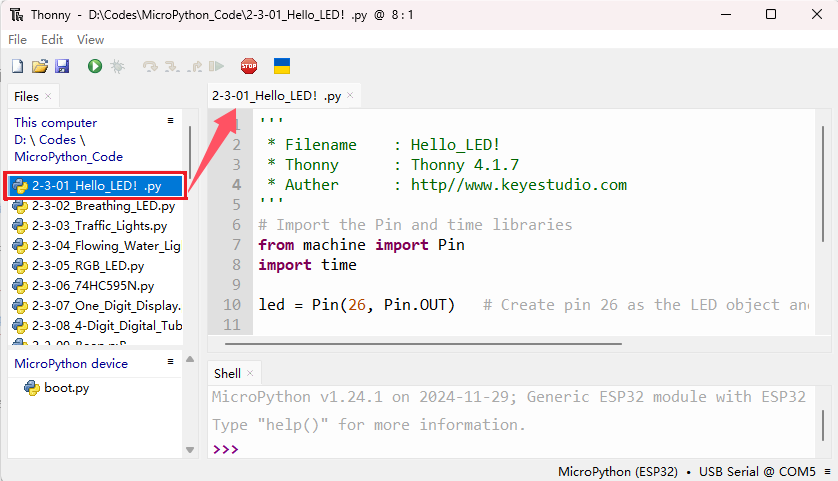 Thonny - D:\Codes\MicroPython_Code\2-3-01_Hello_LED! .py @ 8 : 1
File Edit View
STOP
Files ×
This computer
D: \ Codes \
MicroPython_Code
2-3-01_Hello_LED! .py
2-3-02_Breathing_LED.py
2-3-03_Traffic_Lights.py
2-3-04_Flowing_Water_Lig
2-3-05_RGB_LED.py
2-3-06_74HC595N.py
2-3-07_One_Digit_Display.
2-3-08_4-Digit_Digital_Tub
MicroPython device
boot.py
2-3-01_Hello_LED! .py ×
1 '''
2 * Filename : Hello_LED!
3 * Thonny : Thonny 4.1.7
4 * Auther : http//www.keyestudio.com
5 '''
6 # Import the Pin and time libraries
7 from machine import Pin
8 import time
9
10 led = Pin(26, Pin.OUT) # Create pin 26 as the LED object and
11
Shell ×
MicroPython v1.24.1 on 2024-11-29; Generic ESP32 module with ESP32
Type "help()" for more information.
>>>
MicroPython (ESP32) • USB Serial @ COM5 ≡